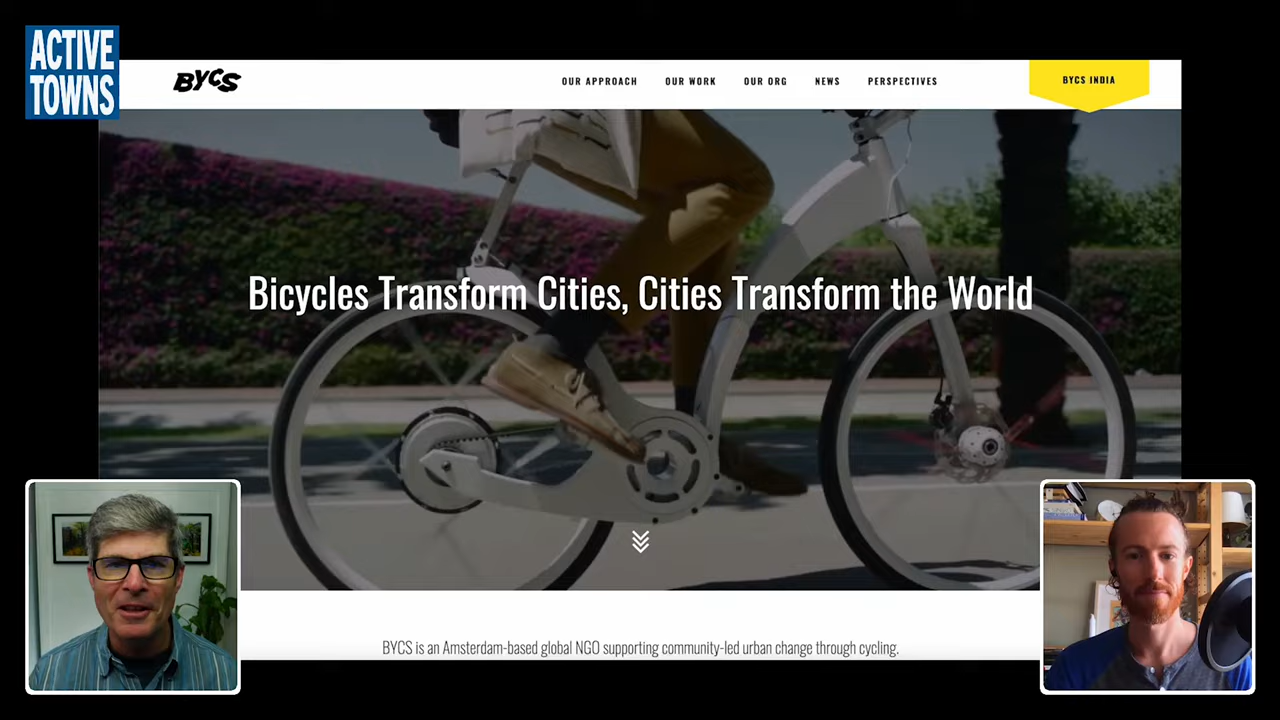 ACTIVE
TOWNS
BYCS
OUR APPROACH OUR WORK OUR ORG NEWS PERSPECTIVES
BYCS INDIA
Bicycles Transform Cities, Cities Transform the World
BYCS is an Amsterdam-based global NGO supporting community-led urban change through cycling.